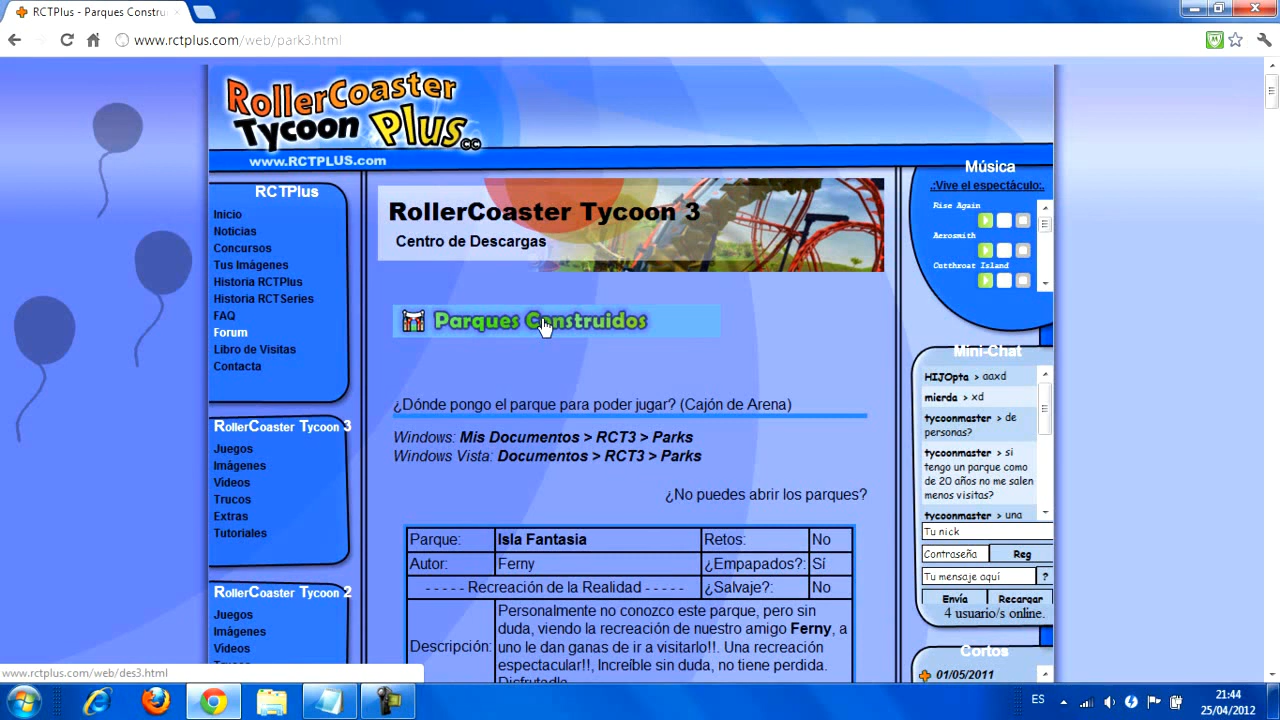 RCTPlus - Parques Constru
www.rctplus.com/web/park3.html
RollerCoaster
Tycoon Plus cc
www.RCTPLUS.com
RCTPlus
Inicio
Noticias
Concursos
Tus Imágenes
Historia RCTPlus
Historia RCTSeries
FAQ
Forum
Libro de Visitas
Contacta
RollerCoaster Tycoon 3
Juegos
Imágenes
Vídeos
Trucos
Extras
Tutoriales
RollerCoaster Tycoon 2
Juegos
Imágenes
Vídeos
RollerCoaster Tycoon 3
Centro de Descargas
Parques Construidos
¿Dónde pongo el parque para poder jugar? (Cajón de Arena)
Windows: Mis Documentos > RCT3 > Parks
Windows Vista: Documentos > RCT3 > Parks
¿No puedes abrir los parques?
Parque: Isla Fantasia Retos: No
Autor: Ferny ¿Empapados?: Sí
- - - - - Recreación de la Realidad - - - - - ¿Salvaje?: No
Descripción:
Personalmente no conozco este parque, pero sin
duda, viendo la recreación de nuestro amigo Ferny, a
uno le dan ganas de ir a visitarlo!!. Una recreación
espectacular!!, Increíble sin duda, no tiene perdida.
Disfrutadla
Música
.:Vive el espectáculo:.
Rise Again
Aerosmith
Cutthroat Island
Mini-Chat
HIJOpta > aaxd
mierda > xd
tycoonmaster > de
personas?
tycoonmaster > si
tengo un parque como
de 20 años no me salen
menos visitas?
tycoonmaster > una
Tu nick
Contraseña Reg
Tu mensaje aquí ?
Envía Recargar
4 usuario/s online.
Cortos
01/05/2011
www.rctplus.com/web/des3.html
ES
21:44
25/04/2012